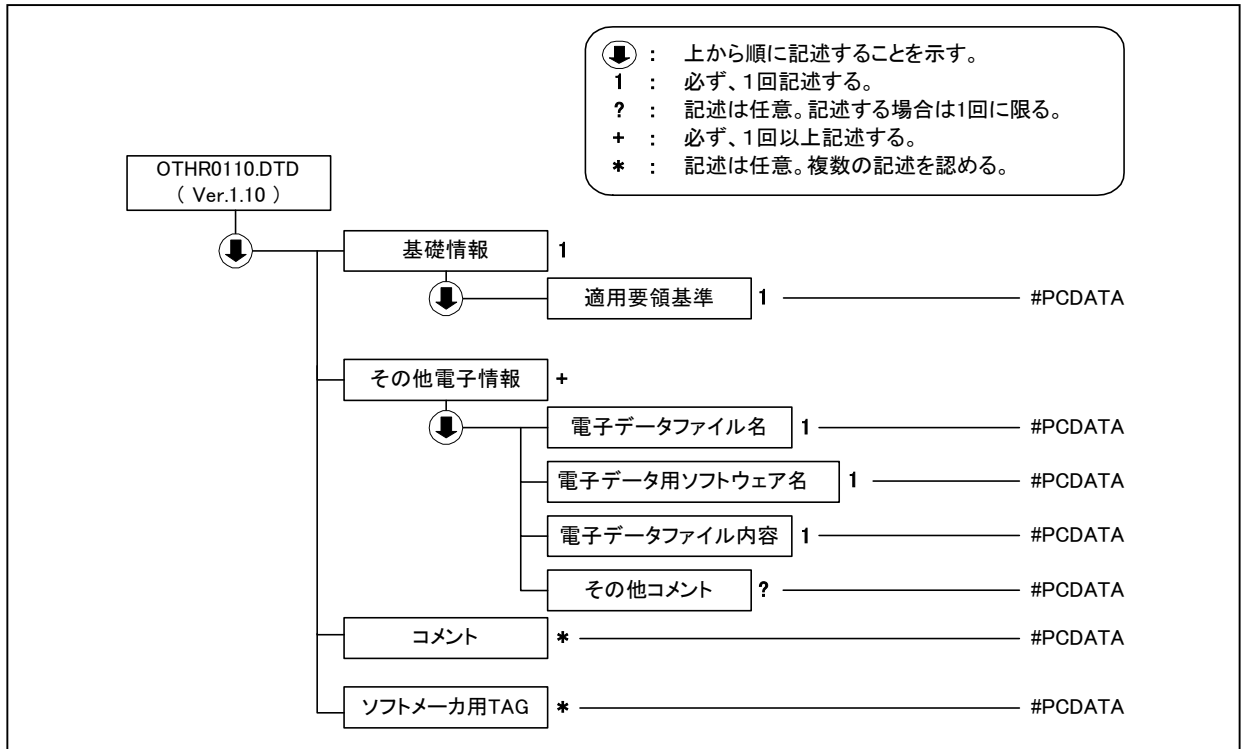 ： 上から順に記述することを示す。
1 ： 必ず、1回記述する。
? ： 記述は任意。記述する場合は1回に限る。
+ ： 必ず、1回以上記述する。
* ： 記述は任意。複数の記述を認める。
OTHR0110.DTD
（ Ver.1.10 ）
基礎情報 1
適用要領基準 1 #PCDATA
その他電子情報 +
電子データファイル名 1 #PCDATA
電子データ用ソフトウェア名 1 #PCDATA
電子データファイル内容 1 #PCDATA
その他コメント ? #PCDATA
コメント * #PCDATA
ソフトメーカ用TAG * #PCDATA